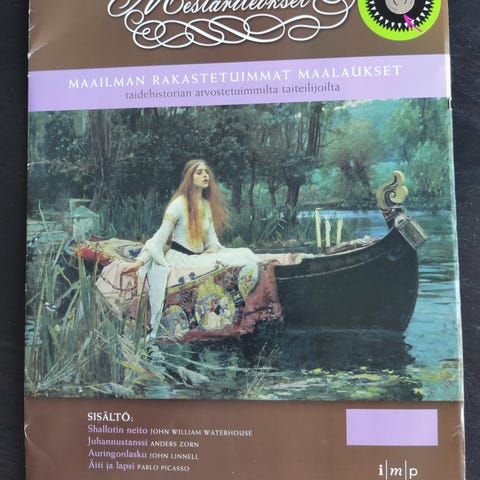 Mestariteokset
MAAILMAN RAKASTETUIMMAT MAALAUKSET
taidehistorian arvostetuimmilta taiteilijoilta
SISÄLTÖ:
Shallotin neito JOHN WILLIAM WATERHOUSE
Juhannustanssi ANDERS ZORN
Auringonlasku JOHN LINNELL
Äiti ja lapsi PABLO PICASSO
i|m|p